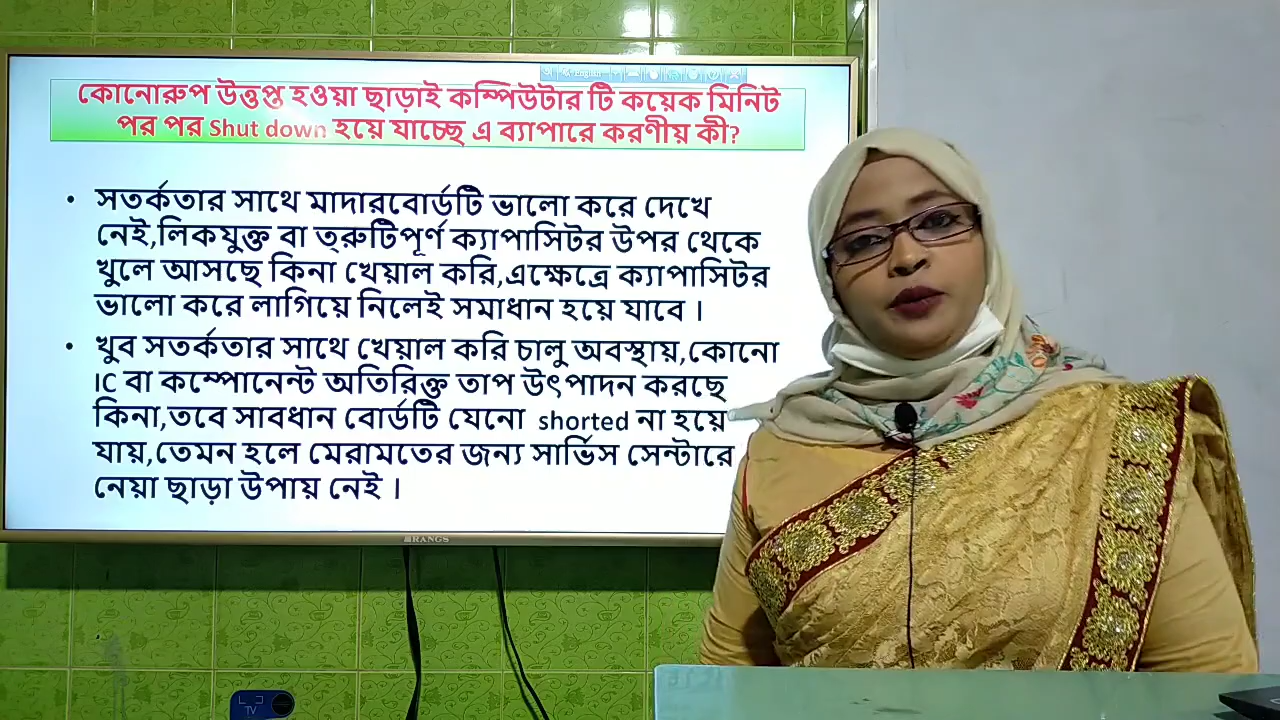 কোনোরুপ উত্তপ্ত হওয়া ছাড়াই কম্পিউটার টি কয়েক মিনিট
পর পর Shut down হয়ে যাচ্ছে এ ব্যাপারে করণীয় কী?
• সতর্কতার সাথে মাদারবোর্ডটি ভালো করে দেখে
নেই,লিকযুক্ত বা ত্রুটিপূর্ণ ক্যাপাসিটর উপর থেকে
খুলে আসছে কিনা খেয়াল করি,এক্ষেত্রে ক্যাপাসিটর
ভালো করে লাগিয়ে নিলেই সমাধান হয়ে যাবে ।
• খুব সতর্কতার সাথে খেয়াল করি চালু অবস্থায়,কোনো
IC বা কম্পোনেন্ট অতিরিক্ত তাপ উৎপাদন করছে
কিনা,তবে সাবধান বোর্ডটি যেনো shorted না হয়ে
যায়,তেমন হলে মেরামতের জন্য সার্ভিস সেন্টারে
নেয়া ছাড়া উপায় নেই ।
RANGS
TV